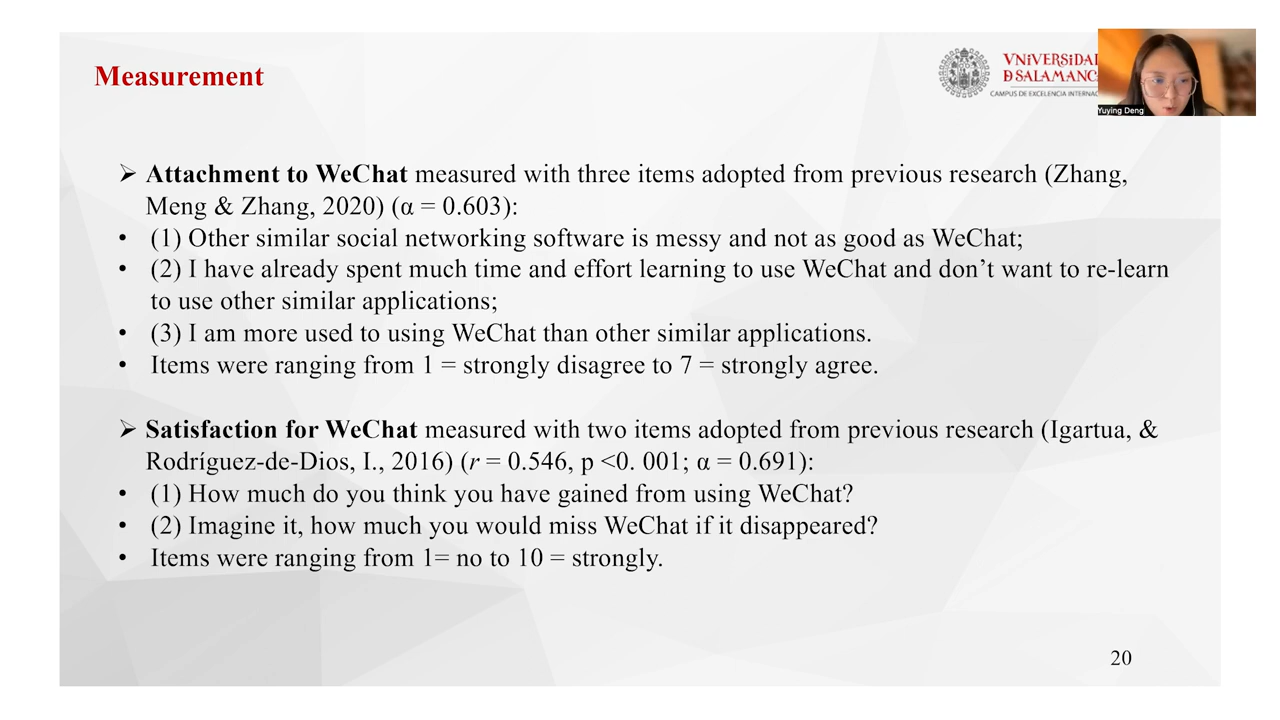 Measurement
VNiVERSiDA
D SALAMANC
CAMPUS DE EXCELENCIA INTERNAC
Yuying Deng
➢ Attachment to WeChat measured with three items adopted from previous research (Zhang,
Meng & Zhang, 2020) (α = 0.603):
• (1) Other similar social networking software is messy and not as good as WeChat;
• (2) I have already spent much time and effort learning to use WeChat and don’t want to re-learn
to use other similar applications;
• (3) I am more used to using WeChat than other similar applications.
• Items were ranging from 1 = strongly disagree to 7 = strongly agree.
➢ Satisfaction for WeChat measured with two items adopted from previous research (Igartua, &
Rodríguez-de-Dios, I., 2016) (r = 0.546, p <0. 001; α = 0.691):
• (1) How much do you think you have gained from using WeChat?
• (2) Imagine it, how much you would miss WeChat if it disappeared?
• Items were ranging from 1= no to 10 = strongly.
20